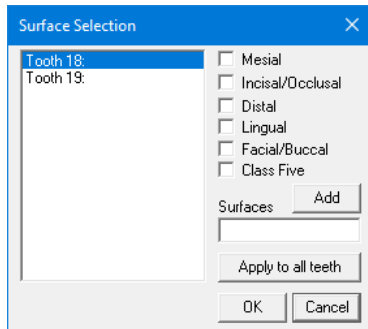 Surface Selection
Tooth 18:
Tooth 19:
Mesial
Incisal/Occlusal
Distal
Lingual
Facial/Buccal
Class Five
Surfaces
Add
Apply to all teeth
OK
Cancel